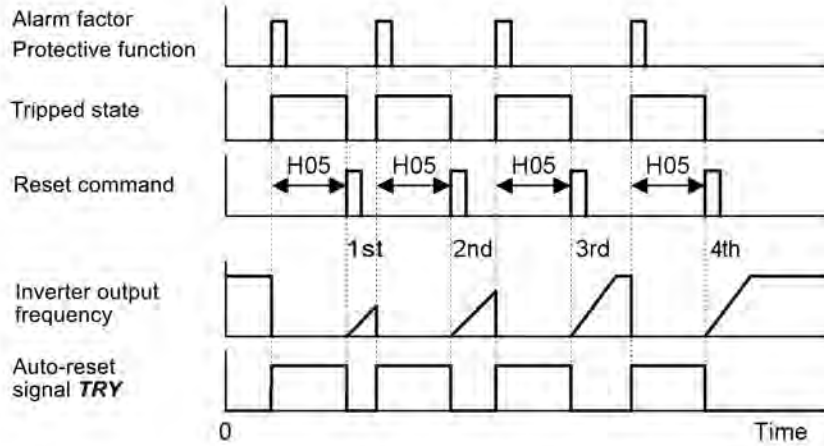 Alarm factor
Protective function
Tripped state
H05 H05 H05 H05
Reset command
1st 2nd 3rd 4th
Inverter output
frequency
Auto-reset
signal TRY
0 Time